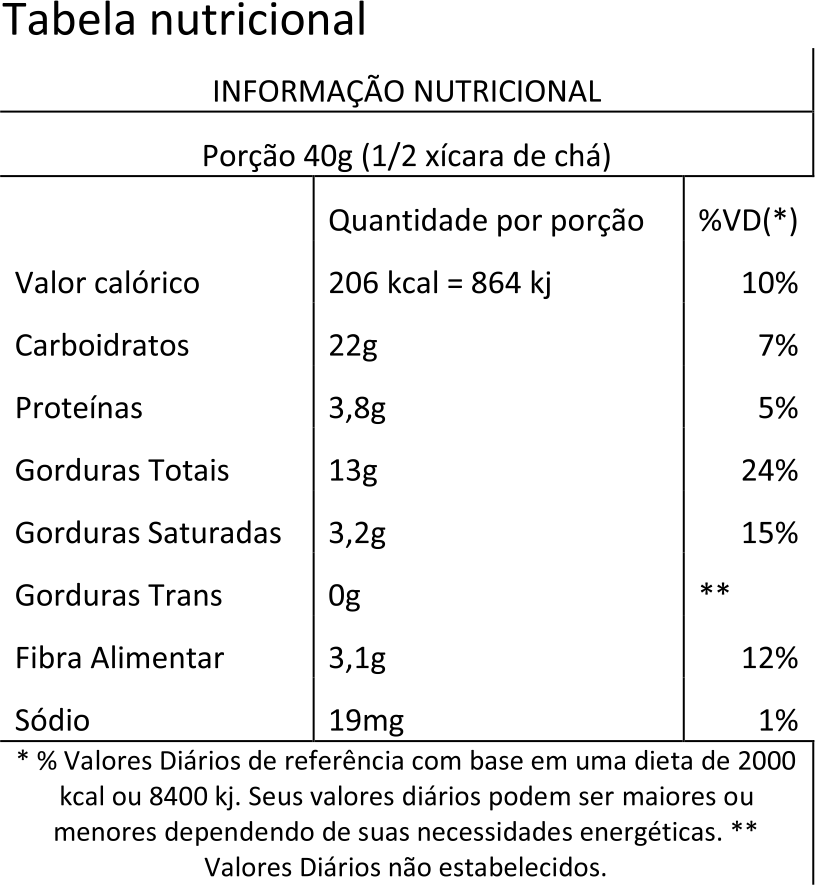 Tabela nutricional
INFORMAÇÃO NUTRICIONAL
Porção 40g (1/2 xícara de chá)
Quantidade por porção %VD(*)
Valor calórico 206 kcal = 864 kj 10%
Carboidratos 22g 7%
Proteínas 3,8g 5%
Gorduras Totais 13g 24%
Gorduras Saturadas 3,2g 15%
Gorduras Trans 0g **
Fibra Alimentar 3,1g 12%
Sódio 19mg 1%
* % Valores Diários de referência com base em uma dieta de 2000
kcal ou 8400 kj. Seus valores diários podem ser maiores ou
menores dependendo de suas necessidades energéticas. **
Valores Diários não estabelecidos.